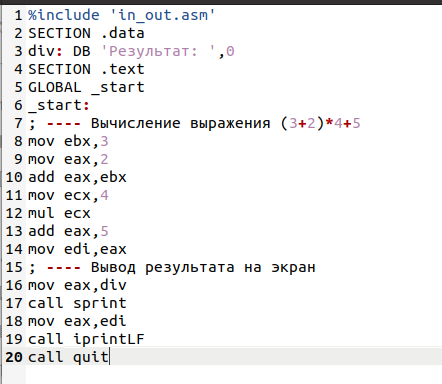 1 %include 'in_out.asm'
2 SECTION .data
3 div: DB 'Результат: ',0
4 SECTION .text
5 GLOBAL _start
6 _start:
7 ; ---- Вычисление выражения (3+2)*4+5
8 mov ebx,3
9 mov eax,2
10 add eax,ebx
11 mov ecx,4
12 mul ecx
13 add eax,5
14 mov edi,eax
15 ; ---- Вывод результата на экран
16 mov eax,div
17 call sprint
18 mov eax,edi
19 call iprintLF
20 call quit